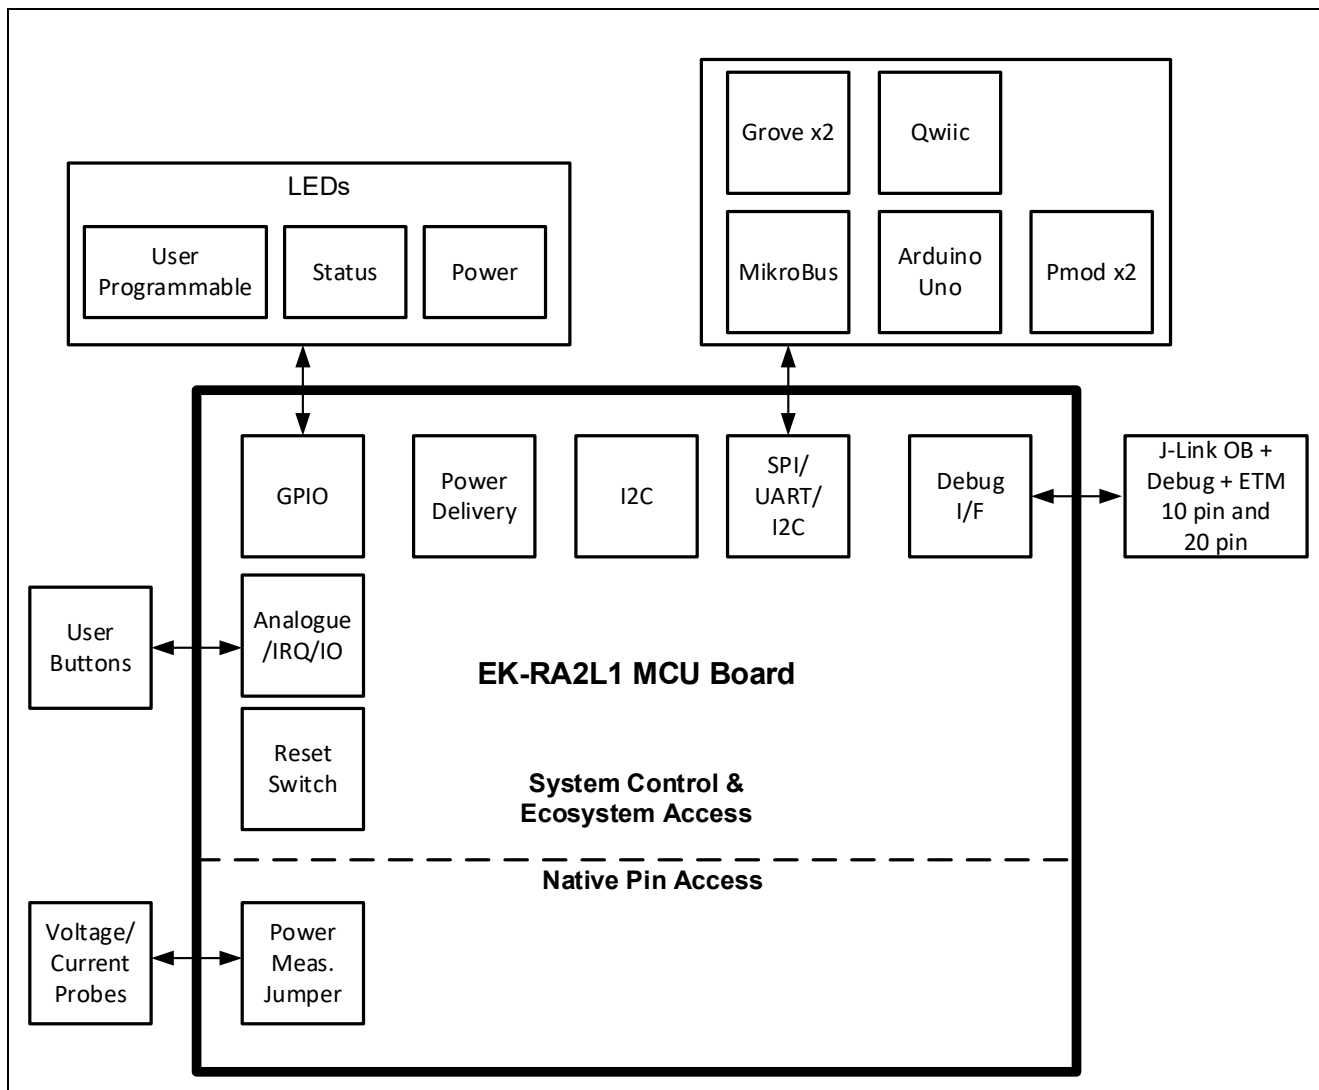 Grove x2
Qwiic
LEDs
User
Programmable
Status
Power
MikroBus
Arduino
Uno
Pmod x2
GPIO
Power
Delivery
I2C
SPI/
UART/
I2C
Debug
I/F
J-Link OB +
Debug + ETM
10 pin and
20 pin
User
Buttons
Analogue
/IRQ/IO
EK-RA2L1 MCU Board
Reset
Switch
System Control &
Ecosystem Access
Native Pin Access
Voltage/
Current
Probes
Power
Meas.
Jumper